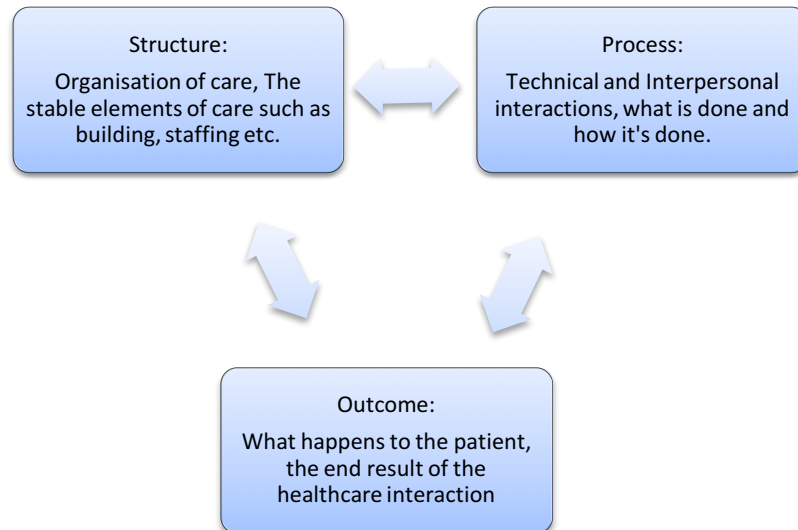 Structure:
Organisation of care, The
stable elements of care such as
building, staffing etc.
Process:
Technical and Interpersonal
interactions, what is done and
how it's done.
Outcome:
What happens to the patient,
the end result of the
healthcare interaction